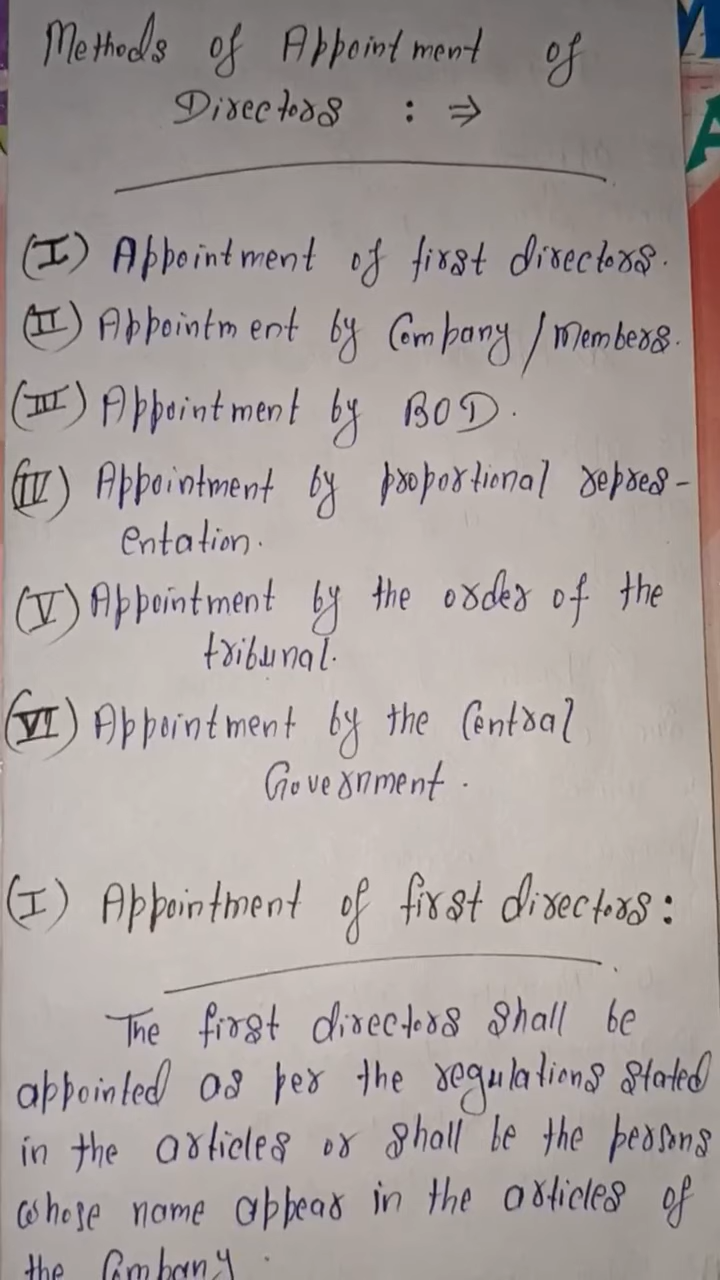 Methods of Appointment of
Directors : ⇒
(I) Appointment of first directors.
(II) Appointment by Company / Members.
(III) Appointment by BOD.
(IV) Appointment by proportional repres-
entation.
(V) Appointment by the order of the
tribunal.
(VI) Appointment by the Central
Government.
(I) Appointment of first directors:
The first directors shall be
appointed as per the regulations stated
in the articles or shall be the persons
whose name appear in the articles of
the Company.